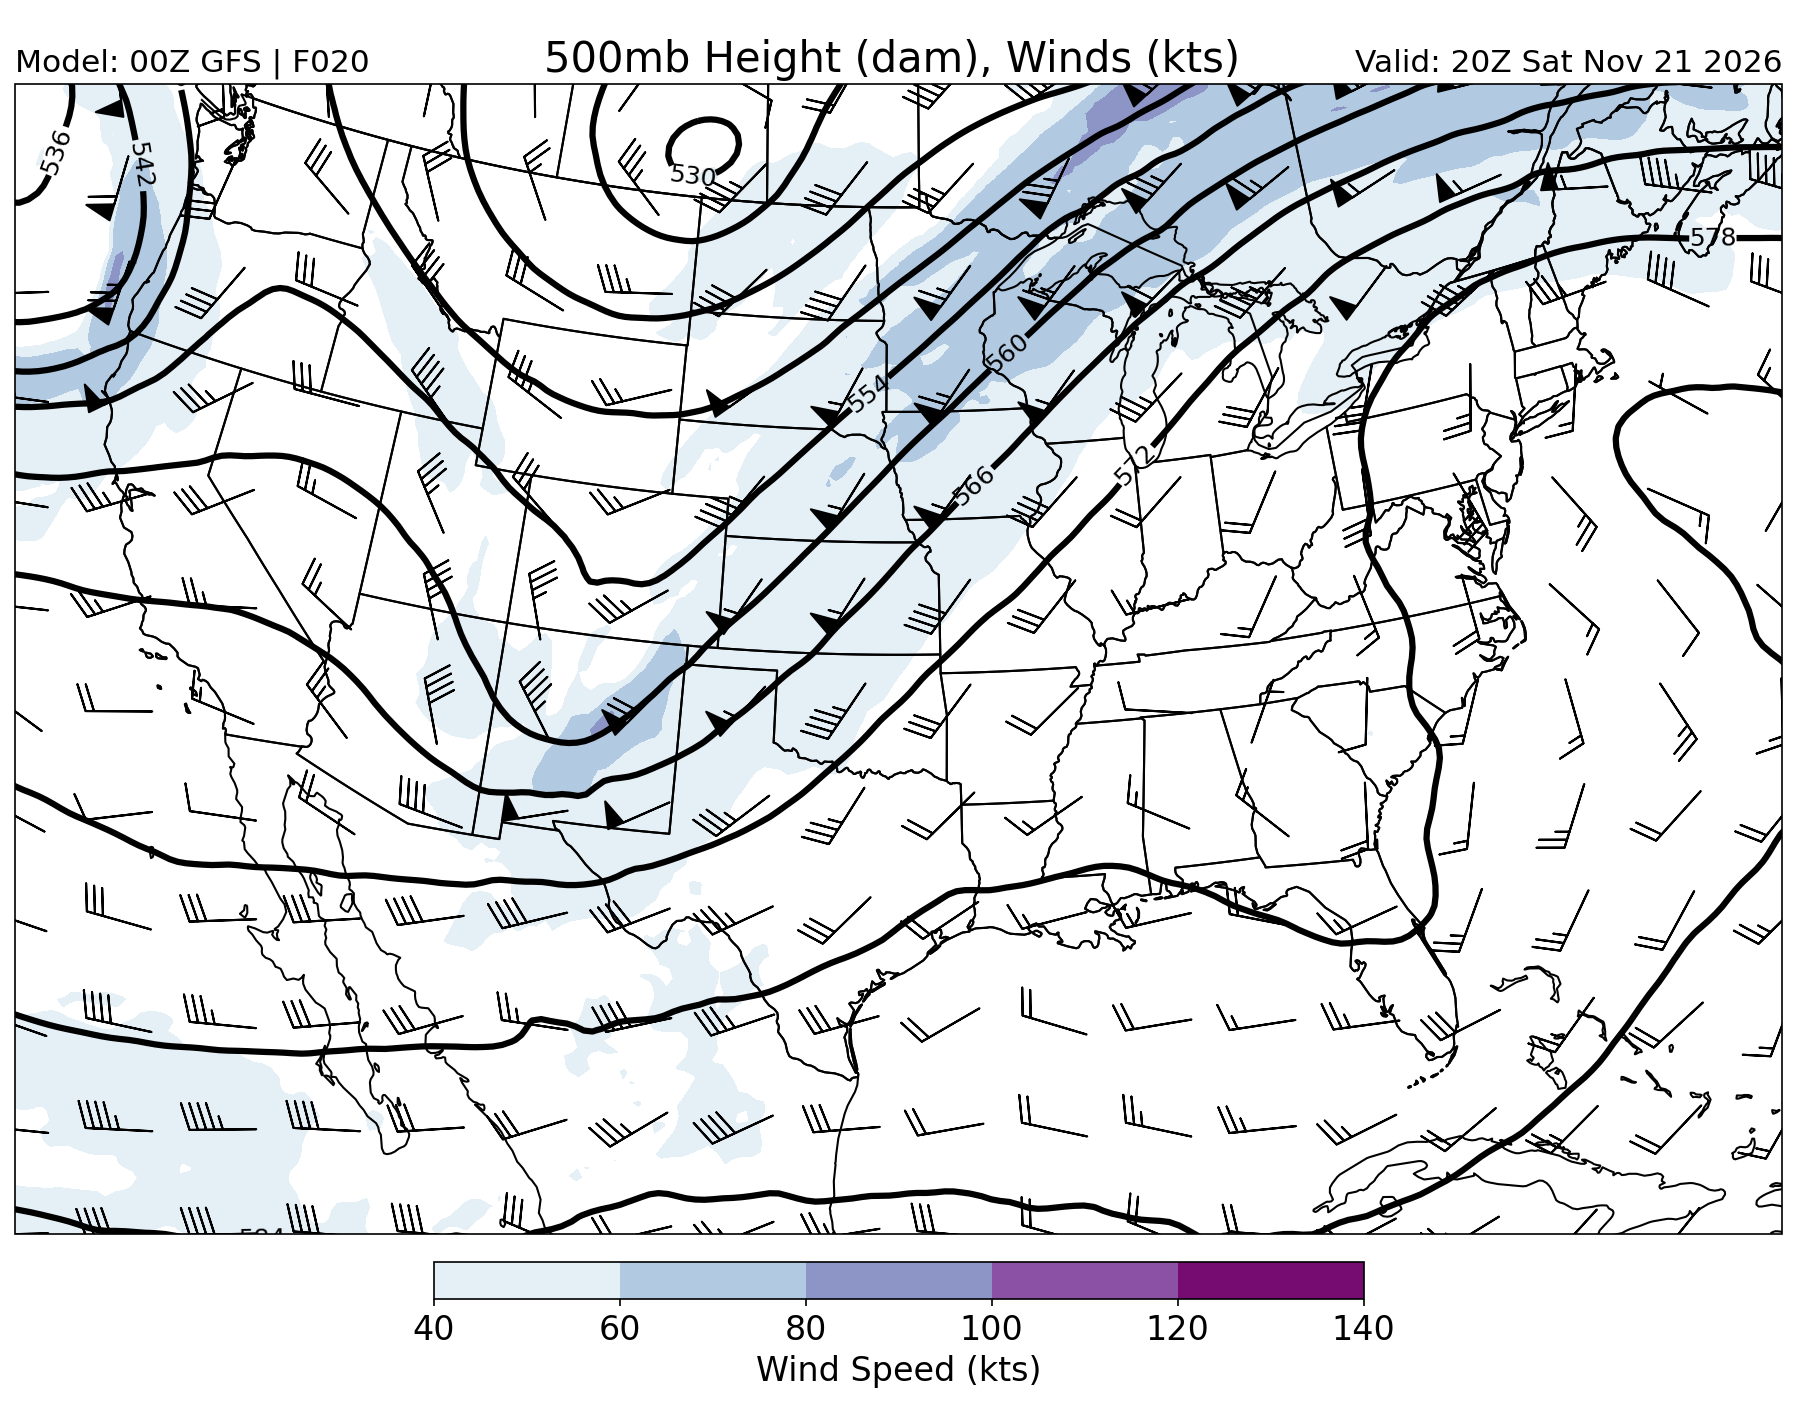 Model: 00Z GFS | F020
500mb Height (dam), Winds (kts)
Valid: 20Z Sat Nov 21 2026
536
542
530
578
560
554
572
566
40 60 80 100 120 140
Wind Speed (kts)